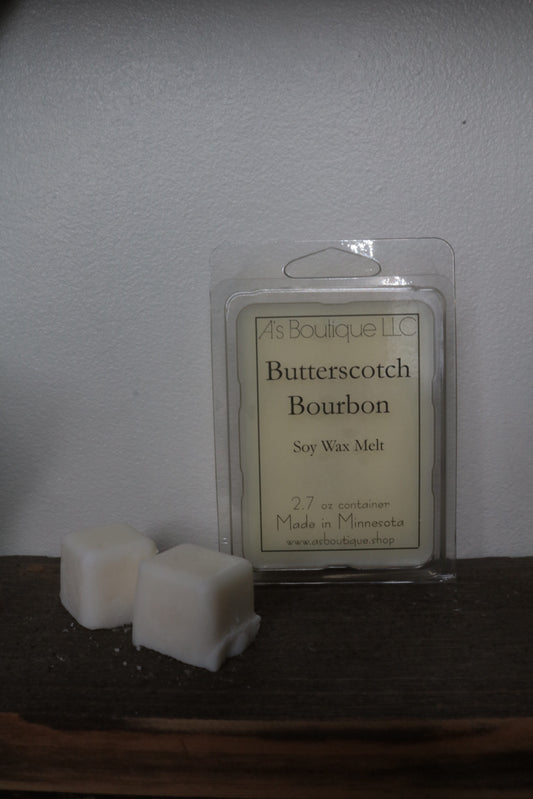 A's Boutique LLC
Butterscotch
Bourbon
Soy Wax Melt
2.7 oz container
Made in Minnesota
www.asboutique.shop